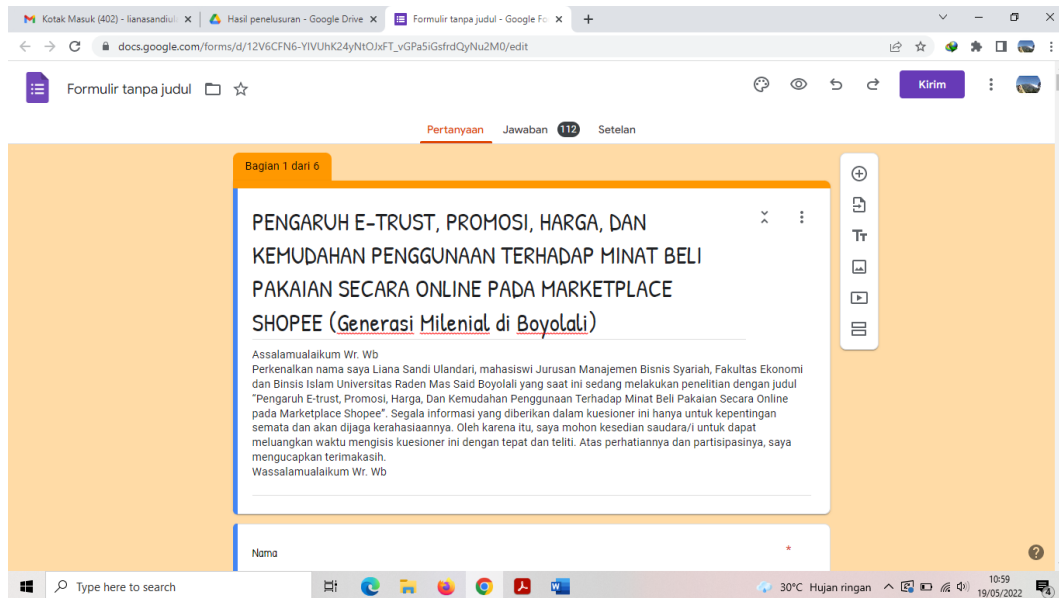 Kotak Masuk (402) - lianasandiul
Hasil penelusuran - Google Drive
Formulir tanpa judul - Google Fo
docs.google.com/forms/d/12V6CFN6-YlVUhK24yNtOJxFT_vGPa5iGsfrdQyNu2M0/edit
Formulir tanpa judul
Kirim
Pertanyaan Jawaban 112 Setelan
Bagian 1 dari 6
PENGARUH E-TRUST, PROMOSI, HARGA, DAN
KEMUDAHAN PENGGUNAAN TERHADAP MINAT BELI
PAKAIAN SECARA ONLINE PADA MARKETPLACE
SHOPEE (Generasi Milenial di Boyolali)
Assalamualaikum Wr. Wb
Perkenalkan nama saya Liana Sandi Ulandari, mahasiswi Jurusan Manajemen Bisnis Syariah, Fakultas Ekonomi
dan Binsis Islam Universitas Raden Mas Said Boyolali yang saat ini sedang melakukan penelitian dengan judul
"Pengaruh E-trust, Promosi, Harga, Dan Kemudahan Penggunaan Terhadap Minat Beli Pakaian Secara Online
pada Marketplace Shopee". Segala informasi yang diberikan dalam kuesioner ini hanya untuk kepentingan
semata dan akan dijaga kerahasiaannya. Oleh karena itu, saya mohon kesedian saudara/i untuk dapat
meluangkan waktu mengisis kuesioner ini dengan tepat dan teliti. Atas perhatiannya dan partisipasinya, saya
mengucapkan terimakasih.
Wassalamualaikum Wr. Wb
Nama *
Type here to search
30°C Hujan ringan
10:59
19/05/2022
4